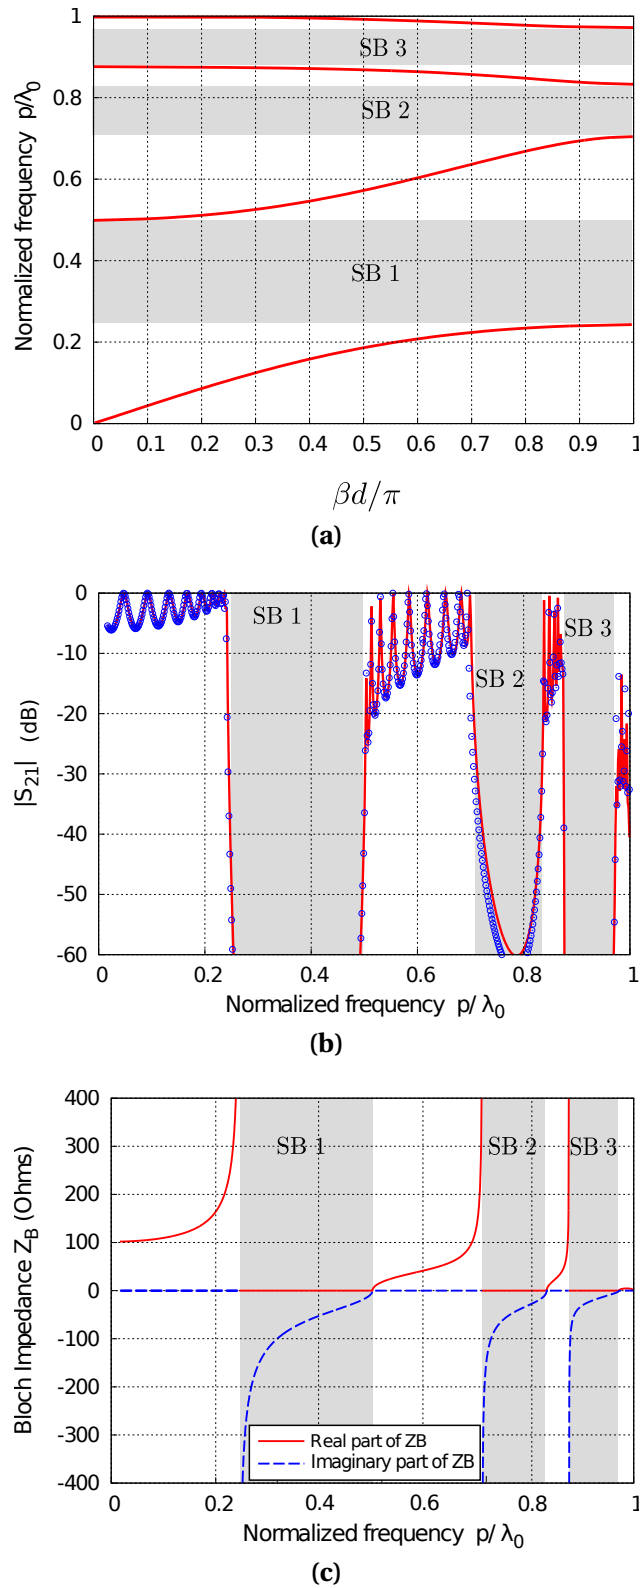 1
0.8
0.6
0.4
0.2
0
Normalized frequency p/λ0
SB 3
SB 2
SB 1
0 0.1 0.2 0.3 0.4 0.5 0.6 0.7 0.8 0.9 1
βd/π
(a)
0
-10
-20
-30
-40
-50
-60
|S21| (dB)
SB 1
SB 2
SB 3
0 0.2 0.4 0.6 0.8 1
Normalized frequency p/λ0
(b)
400
300
200
100
0
-100
-200
-300
-400
Bloch Impedance ZB (Ohms)
SB 1
SB 2
SB 3
Real part of ZB
Imaginary part of ZB
0 0.2 0.4 0.6 0.8 1
Normalized frequency p/λ0
(c)